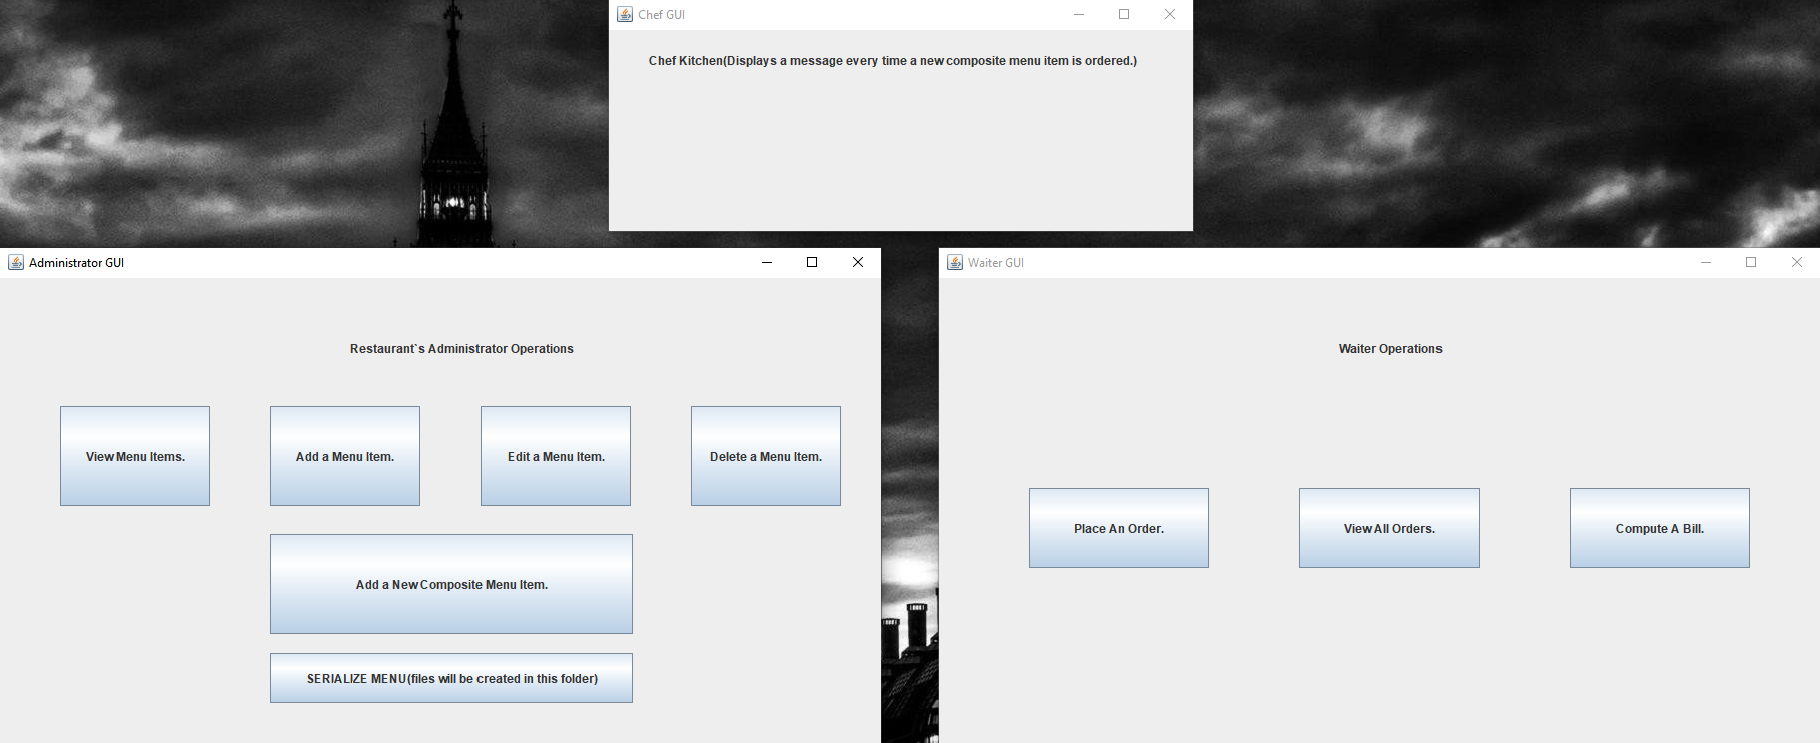 Chef GUI
Chef Kitchen(Displays a message every time a new composite menu item is ordered.)
Administrator GUI
Restaurant`s Administrator Operations
View Menu Items.
Add a Menu Item.
Edit a Menu Item.
Delete a Menu Item.
Add a New Composite Menu Item.
SERIALIZE MENU(files will be created in this folder)
Waiter GUI
Waiter Operations
Place An Order.
View All Orders.
Compute A Bill.